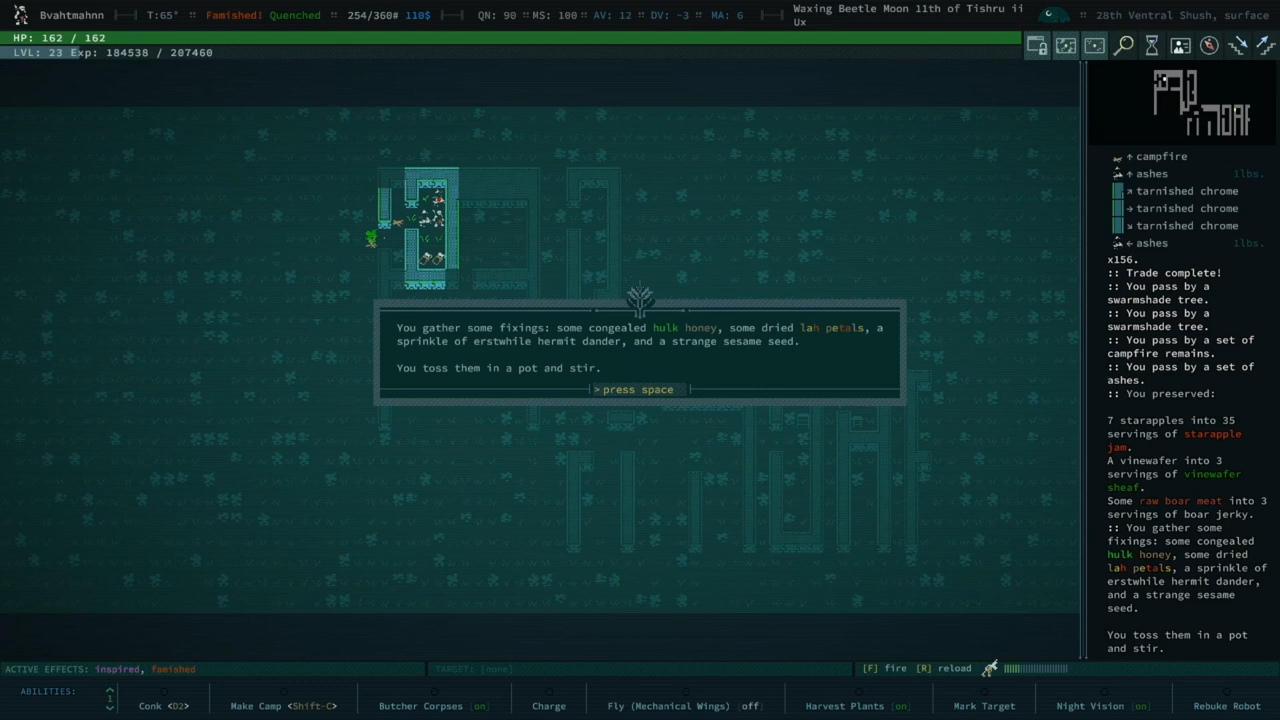 Bvahtmahnn T:65° :: Famished! Quenched :: 254/360# 110$ QN: 90 :: MS: 100 :: AV: 12 :: DV: -3 :: MA: 6 Waxing Beetle Moon 11th of Tishru ii Ux :: 28th Ventral Shush, surface
HP: 162 / 162
LVL: 23 Exp: 184538 / 207460
You gather some fixings: some congealed hulk honey, some dried lah petals, a
sprinkle of erstwhile hermit dander, and a strange sesame seed.
You toss them in a pot and stir.
> press space
↑ campfire
↑ ashes 1lbs.
↗ tarnished chrome
→ tarnished chrome
↘ tarnished chrome
← ashes 1lbs.
x156.
:: Trade complete!
:: You pass by a
swarmshade tree.
:: You pass by a
swarmshade tree.
:: You pass by a set of
campfire remains.
:: You pass by a set of
ashes.
:: You preserved:
7 starapples into 35
servings of starapple
jam.
A vinewafer into 3
servings of vinewafer
sheaf.
Some raw boar meat into 3
servings of boar jerky.
:: You gather some
fixings: some congealed
hulk honey, some dried
lah petals, a sprinkle of
erstwhile hermit dander,
and a strange sesame
seed.
You toss them in a pot
and stir.
ACTIVE EFFECTS: inspired, famished
TARGET: [none]
[F] fire [R] reload
ABILITIES: 1 Conk <D2> Make Camp <Shift-C> Butcher Corpses [on] Charge Fly (Mechanical Wings) [off] Harvest Plants [on] Mark Target Night Vision [on] Rebuke Robot